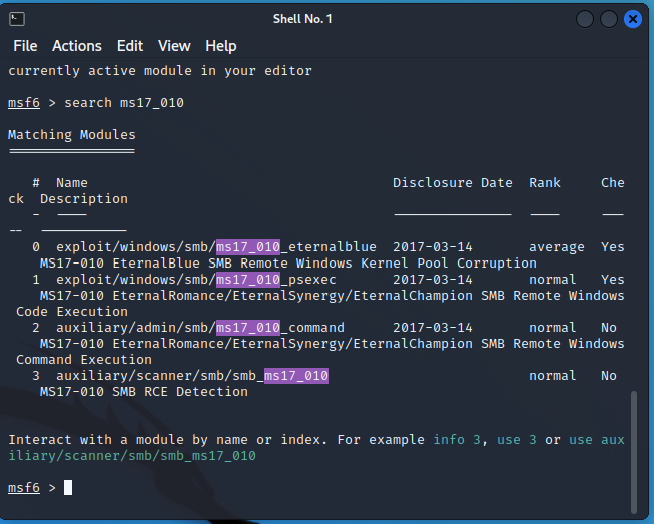 Shell No. 1
File Actions Edit View Help
currently active module in your editor
msf6 > search ms17_010
Matching Modules
================
# Name Disclosure Date Rank Che
ck Description
- ---- --------------- ---- ---
-- -----------
0 exploit/windows/smb/ms17_010_eternalblue 2017-03-14 average Yes
MS17-010 EternalBlue SMB Remote Windows Kernel Pool Corruption
1 exploit/windows/smb/ms17_010_psexec 2017-03-14 normal Yes
MS17-010 EternalRomance/EternalSynergy/EternalChampion SMB Remote Windows
Code Execution
2 auxiliary/admin/smb/ms17_010_command 2017-03-14 normal No
MS17-010 EternalRomance/EternalSynergy/EternalChampion SMB Remote Windows
Command Execution
3 auxiliary/scanner/smb/smb_ms17_010 normal No
MS17-010 SMB RCE Detection
Interact with a module by name or index. For example info 3, use 3 or use aux
iliary/scanner/smb/smb_ms17_010
msf6 >